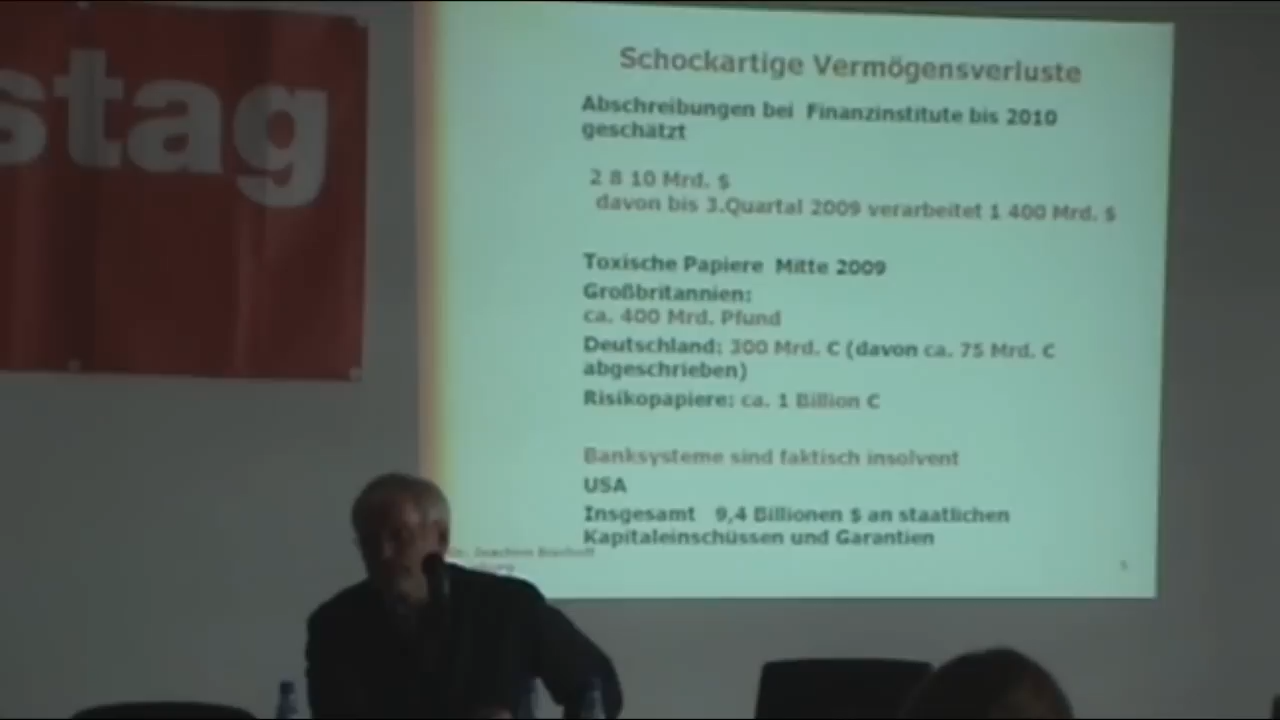 stag
Schockartige Vermögensverluste
Abschreibungen bei Finanzinstitute bis 2010
geschätzt
2 8 10 Mrd. $
davon bis 3.Quartal 2009 verarbeitet 1 400 Mrd. $
Toxische Papiere Mitte 2009
Großbritannien:
ca. 400 Mrd. Pfund
Deutschland: 300 Mrd. C (davon ca. 75 Mrd. C
abgeschrieben)
Risikopapiere: ca. 1 Billion C
Banksysteme sind faktisch insolvent
USA
Insgesamt 9,4 Billionen $ an staatlichen
Kapitaleinschüssen und Garantien
Joachim Bischoff